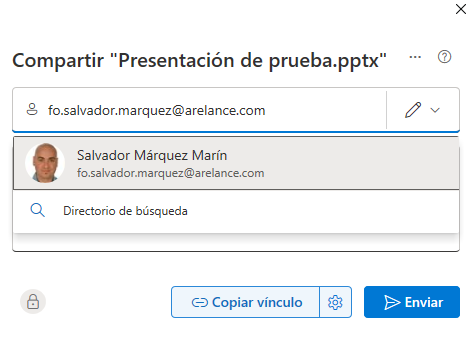 Compartir "Presentación de prueba.pptx"
fo.salvador.marquez@arelance.com
Salvador Márquez Marín
fo.salvador.marquez@arelance.com
Directorio de búsqueda
Copiar vínculo
Enviar